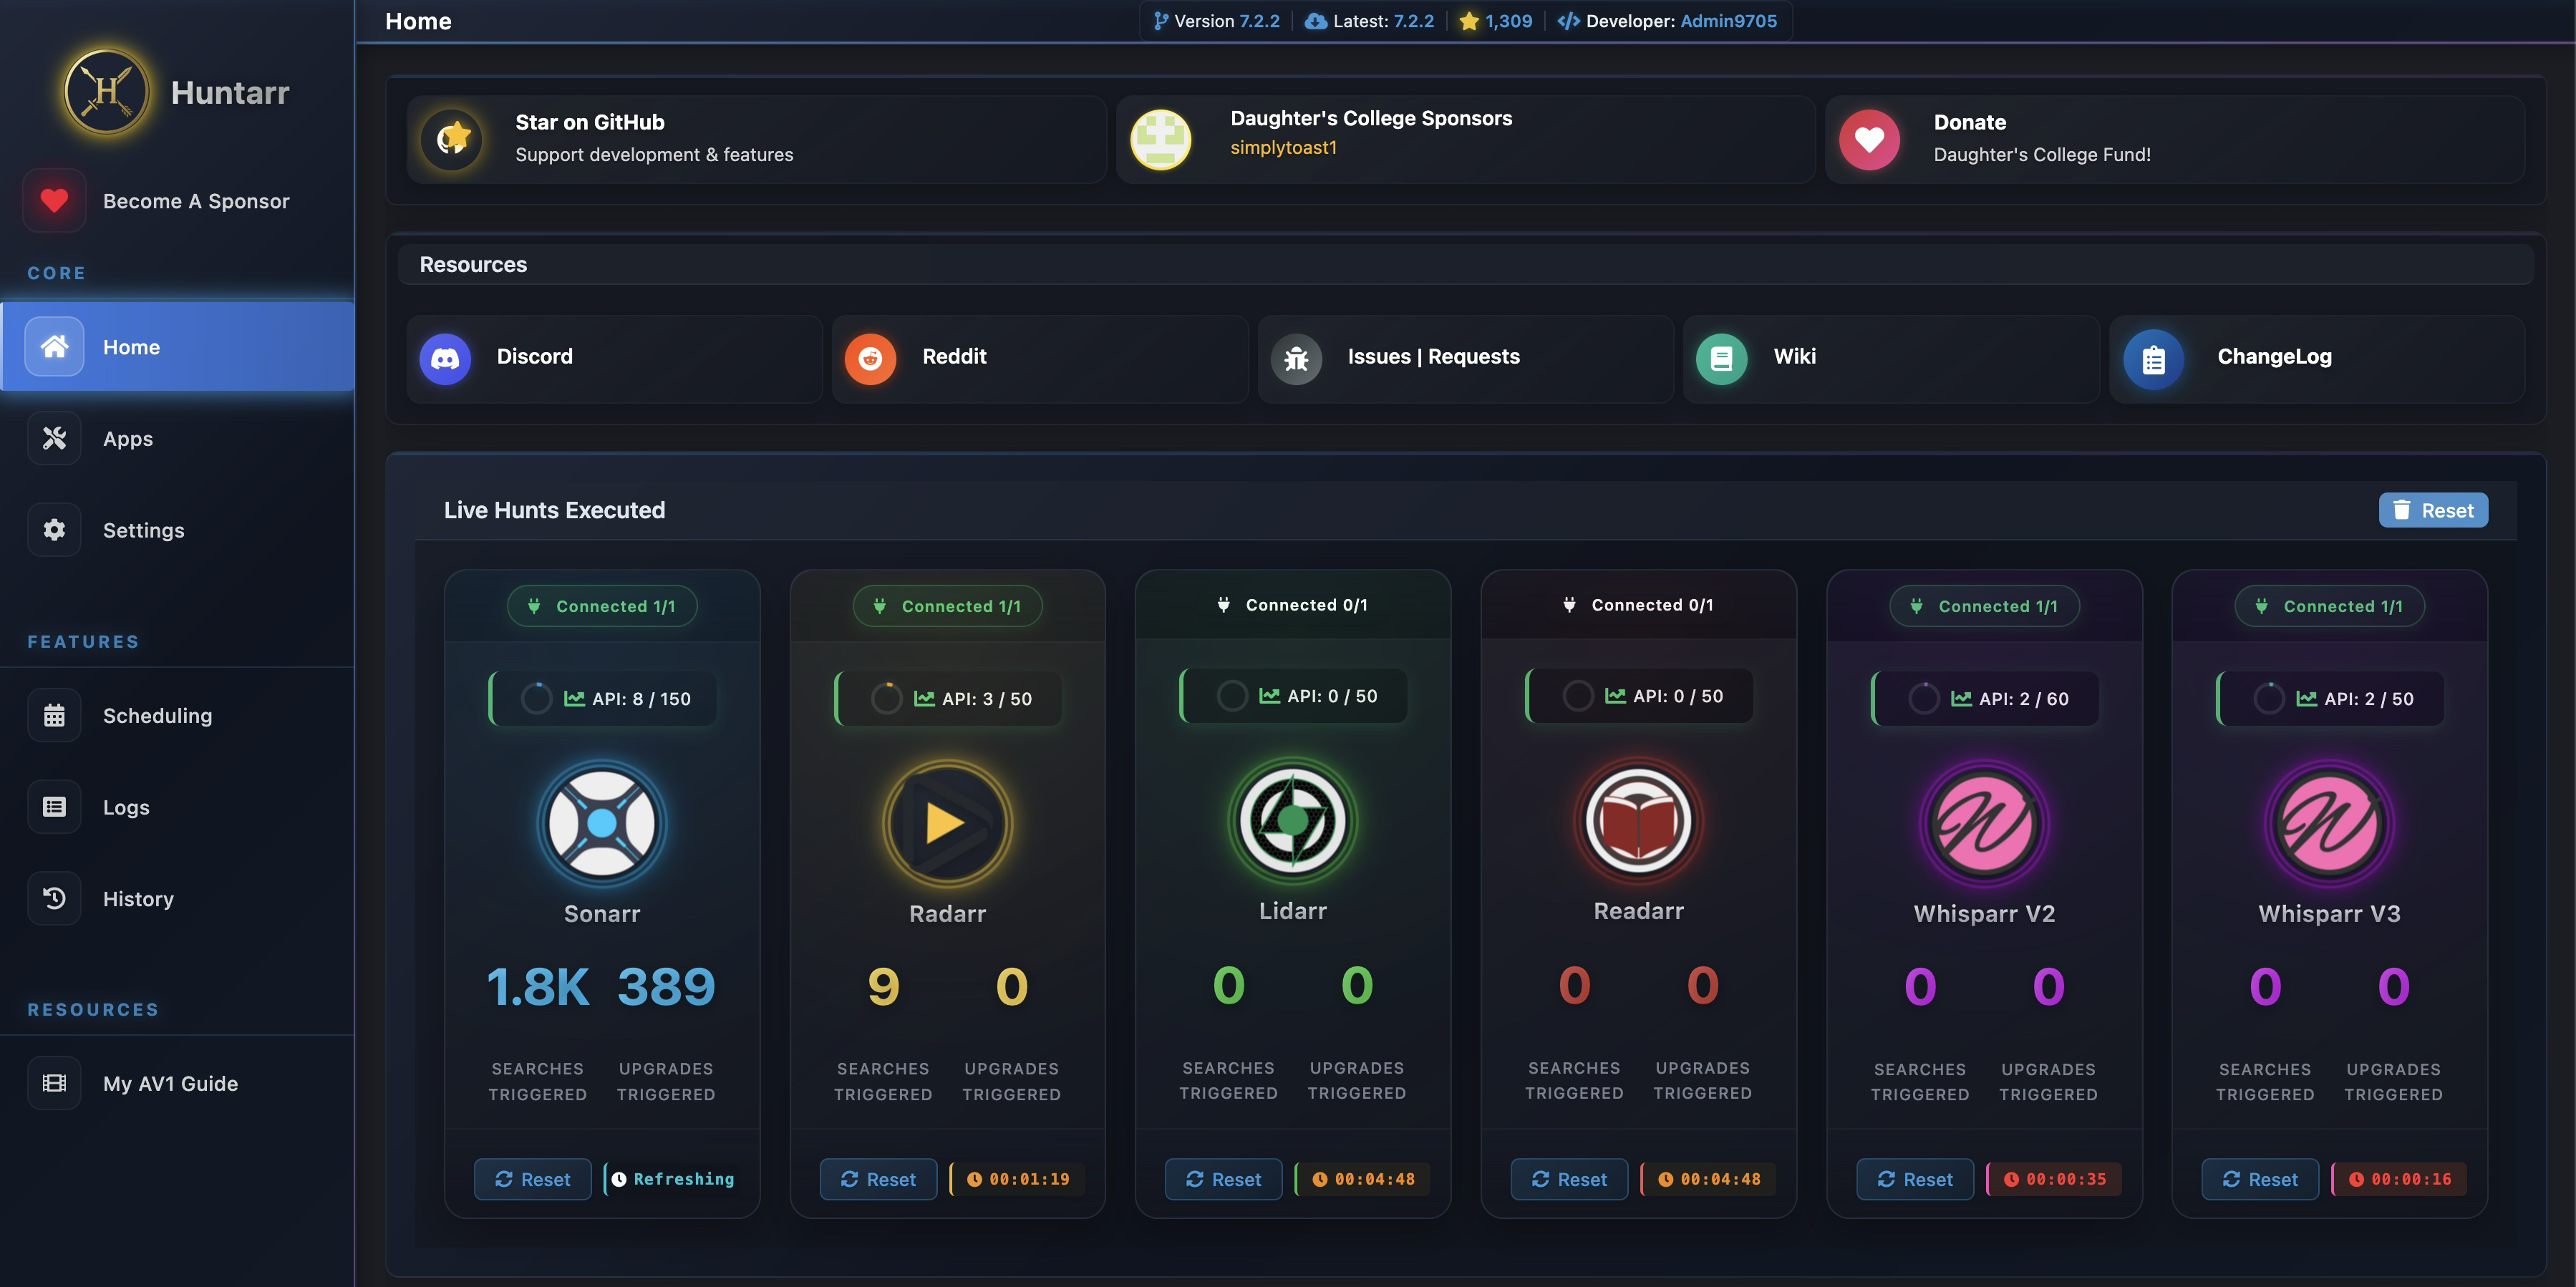 Huntarr
Become A Sponsor
CORE
Home
Apps
Settings
FEATURES
Scheduling
Logs
History
RESOURCES
My AV1 Guide
Home
Version 7.2.2 Latest: 7.2.2 1,309 Developer: Admin9705
Star on GitHub
Support development & features
Daughter's College Sponsors
simplytoast1
Donate
Daughter's College Fund!
Resources
Discord
Reddit
Issues | Requests
Wiki
ChangeLog
Live Hunts Executed
Reset
Connected 1/1
API: 8 / 150
Sonarr
1.8K 389
SEARCHES UPGRADES
TRIGGERED TRIGGERED
Reset Refreshing
Connected 1/1
API: 3 / 50
Radarr
9 0
SEARCHES UPGRADES
TRIGGERED TRIGGERED
Reset 00:01:19
Connected 0/1
API: 0 / 50
Lidarr
0 0
SEARCHES UPGRADES
TRIGGERED TRIGGERED
Reset 00:04:48
Connected 0/1
API: 0 / 50
Readarr
0 0
SEARCHES UPGRADES
TRIGGERED TRIGGERED
Reset 00:04:48
Connected 1/1
API: 2 / 60
Whisparr V2
0 0
SEARCHES UPGRADES
TRIGGERED TRIGGERED
Reset 00:00:35
Connected 1/1
API: 2 / 50
Whisparr V3
0 0
SEARCHES UPGRADES
TRIGGERED TRIGGERED
Reset 00:00:16